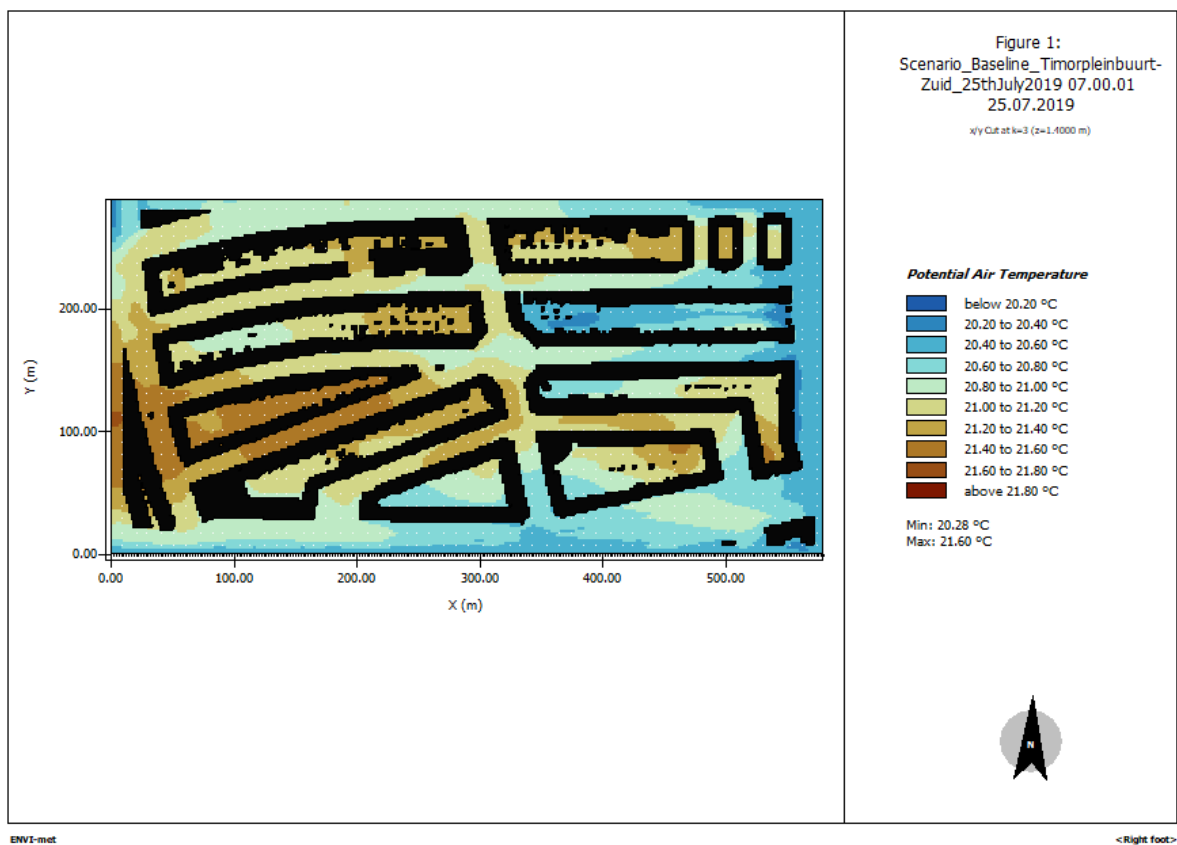 Figure 1:
Scenario_Baseline_Timorpleinbuurt-
Zuid_25thJuly2019 07.00.01
25.07.2019
x/y Cut at k=3 (z=1.4000 m)
Y (m)
200.00
100.00
0.00
0.00 100.00 200.00 300.00 400.00 500.00
X (m)
Potential Air Temperature
below 20.20 °C
20.20 to 20.40 °C
20.40 to 20.60 °C
20.60 to 20.80 °C
20.80 to 21.00 °C
21.00 to 21.20 °C
21.20 to 21.40 °C
21.40 to 21.60 °C
21.60 to 21.80 °C
above 21.80 °C
Min: 20.28 °C
Max: 21.60 °C
N
ENVI-met
<Right foot>